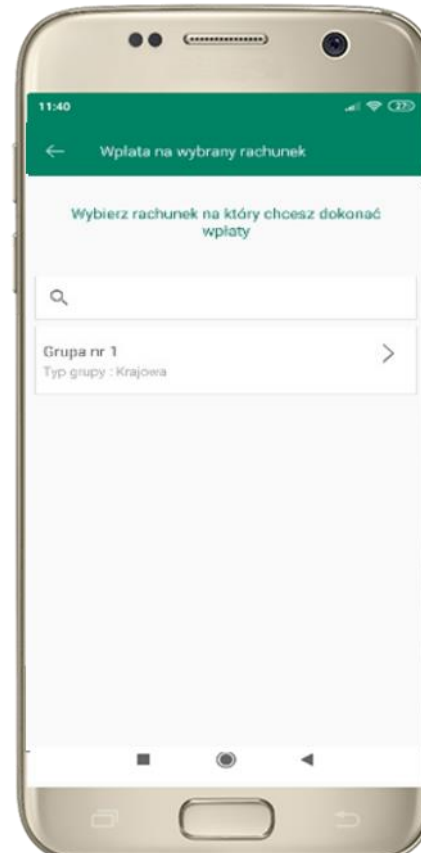 11:40
27
Wpłata na wybrany rachunek
Wybierz rachunek na który chcesz dokonać
wpłaty
Grupa nr 1
Typ grupy : Krajowa